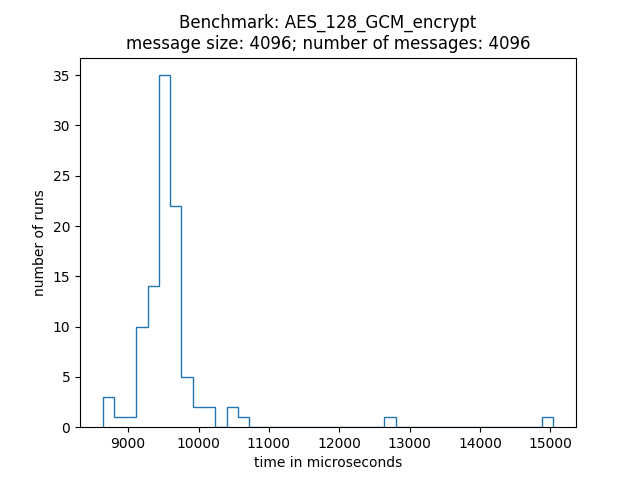 Benchmark: AES_128_GCM_encrypt
message size: 4096; number of messages: 4096
35
30
25
20
15
10
5
0
number of runs
9000 10000 11000 12000 13000 14000 15000
time in microseconds